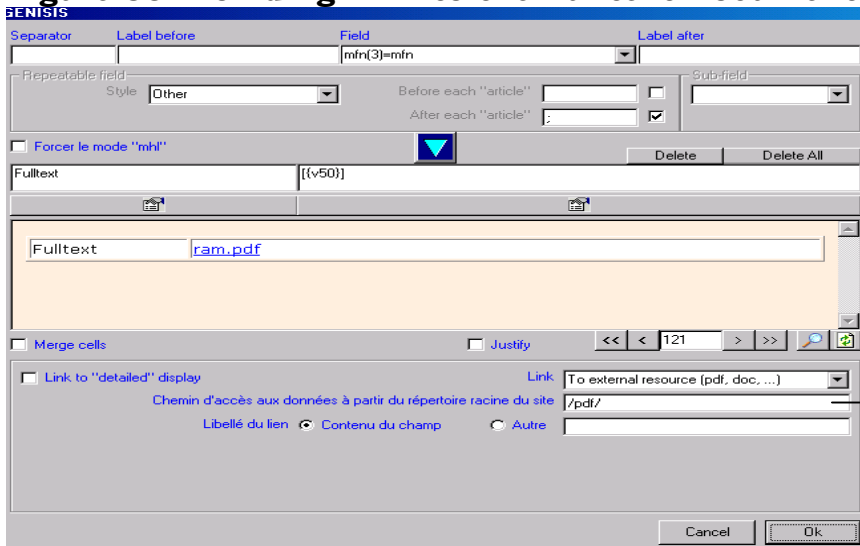 GENISIS
Separator Label before Field Label after
mfn(3)=mfn
Repeatable field Sub-field
Style Other Before each "article"
After each "article" ;
Forcer le mode "mhl"
Delete Delete All
Fulltext [{v50}]
Fulltext ram.pdf
Merge cells Justify << < 121 > >>
Link to "detailed" display Link To external resource (pdf, doc, ...)
Chemin d'accès aux données à partir du répertoire racine du site /pdf/
Libellé du lien Contenu du champ Autre
Cancel Ok